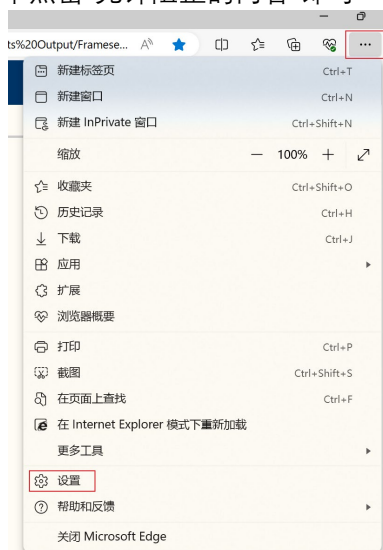 ts%20Output/Framese...
新建标签页 Ctrl+T
新建窗口 Ctrl+N
新建 InPrivate 窗口 Ctrl+Shift+N
缩放 — 100% +
收藏夹 Ctrl+Shift+O
历史记录 Ctrl+H
下载 Ctrl+J
应用
扩展
浏览器概要
打印 Ctrl+P
截图 Ctrl+Shift+S
在页面上查找 Ctrl+F
在 Internet Explorer 模式下重新加载
更多工具
设置
帮助和反馈
关闭 Microsoft Edge